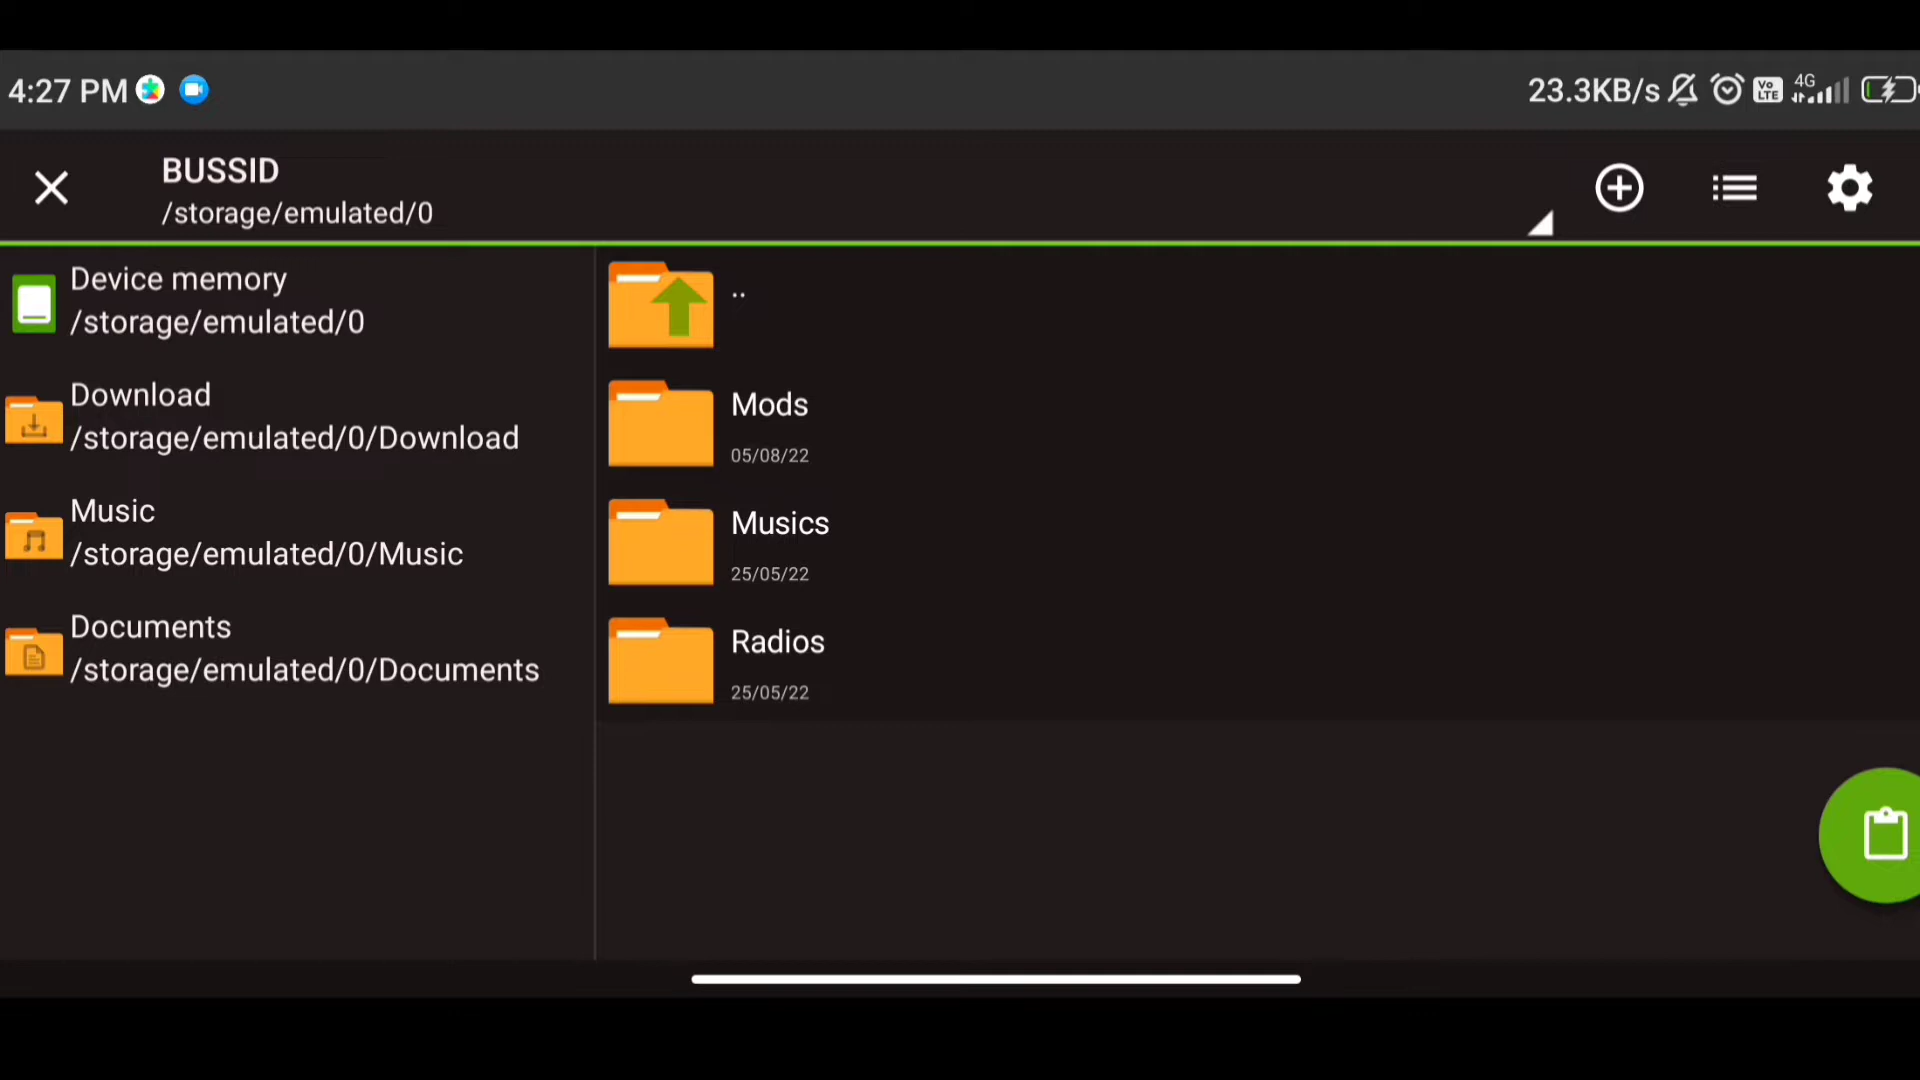 4:27 PM
23.3KB/s
Vo LTE
4G
BUSSID
/storage/emulated/0
Device memory
/storage/emulated/0
Download
/storage/emulated/0/Download
Music
/storage/emulated/0/Music
Documents
/storage/emulated/0/Documents
..
Mods
05/08/22
Musics
25/05/22
Radios
25/05/22